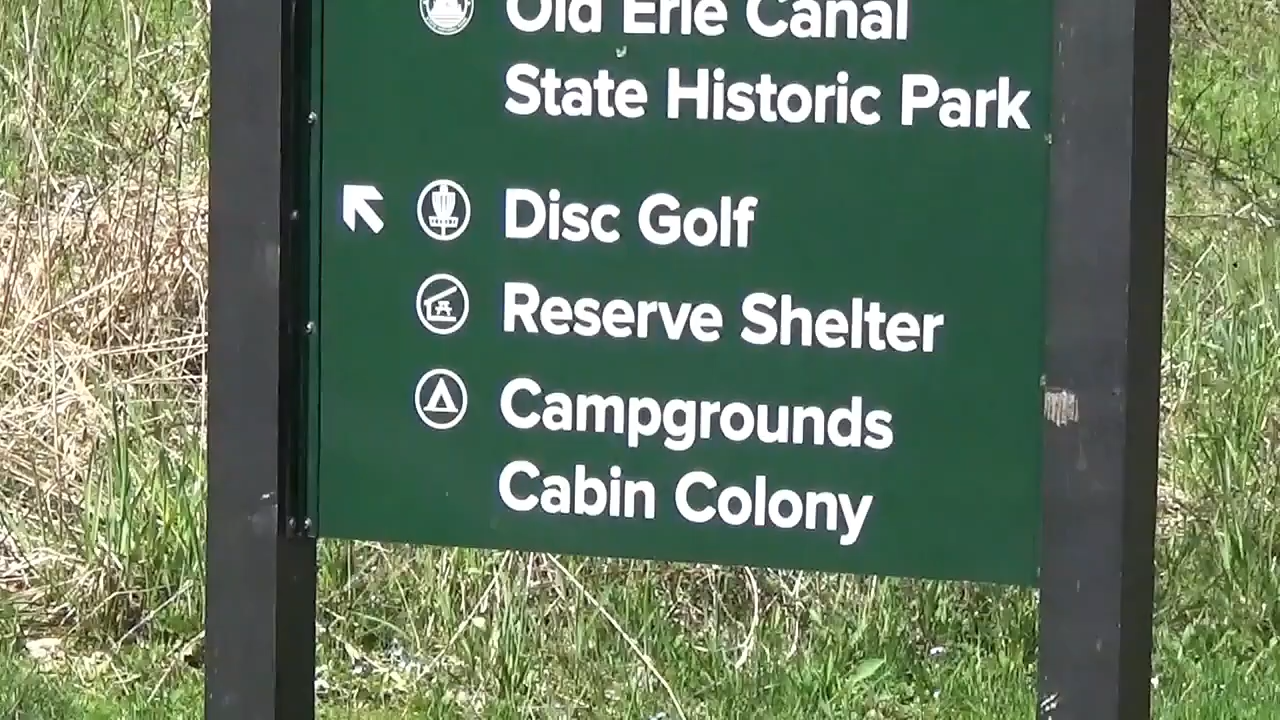 Old Erie Canal
State Historic Park
Disc Golf
Reserve Shelter
Campgrounds
Cabin Colony